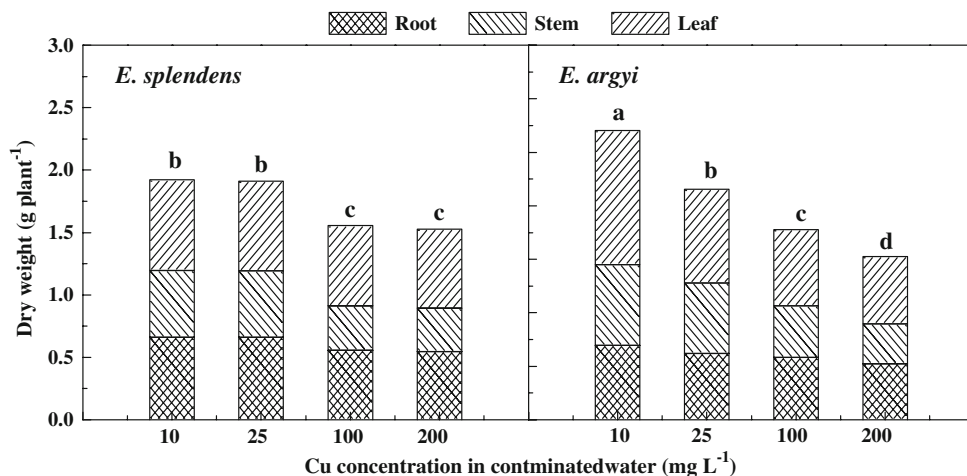 Root Stem Leaf
3.0
2.5
2.0
1.5
1.0
0.5
0.0
Dry weight (g plant⁻¹)
E. splendens
b b c c
10 25 100 200
E. argyi
a b c d
10 25 100 200
Cu concentration in contminatedwater (mg L⁻¹)